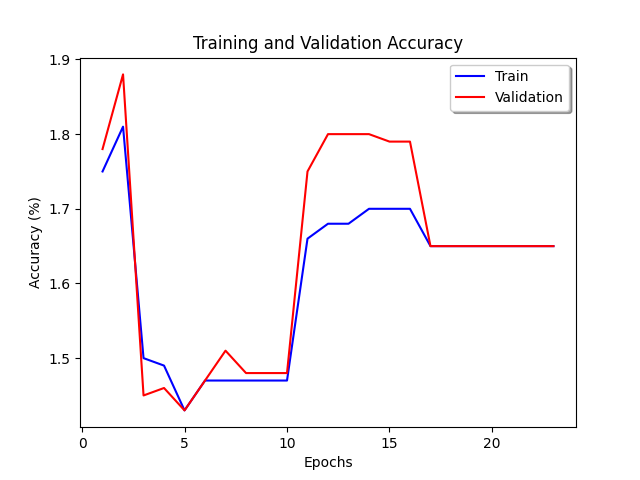 Training and Validation Accuracy
Train
Validation
Accuracy (%)
1.9
1.8
1.7
1.6
1.5
0
5
10
15
20
Epochs